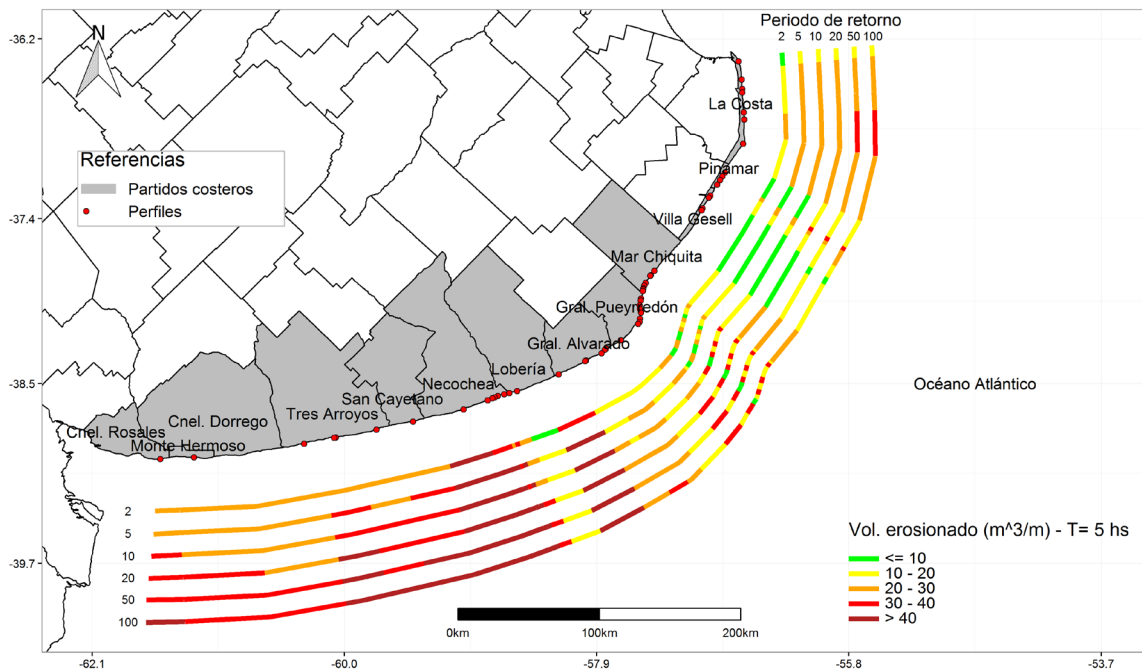 Periodo de retorno
2 5 10 20 50 100
-36.2
N
La Costa
Referencias
Partidos costeros
Perfiles
Pinamar
-37.4
Villa Gesell
Mar Chiquita
Gral. Pueyrredón
Gral. Alvarado
Lobería
-38.5
Océano Atlántico
Necochea
San Cayetano
Tres Arroyos
Cnel. Dorrego
Cnel. Rosales
Monte Hermoso
2
5
10
20
50
100
-39.7
Vol. erosionado (m^3/m) - T= 5 hs
<= 10
10 - 20
20 - 30
30 - 40
> 40
0km 100km 200km
-62.1 -60.0 -57.9 -55.8 -53.7